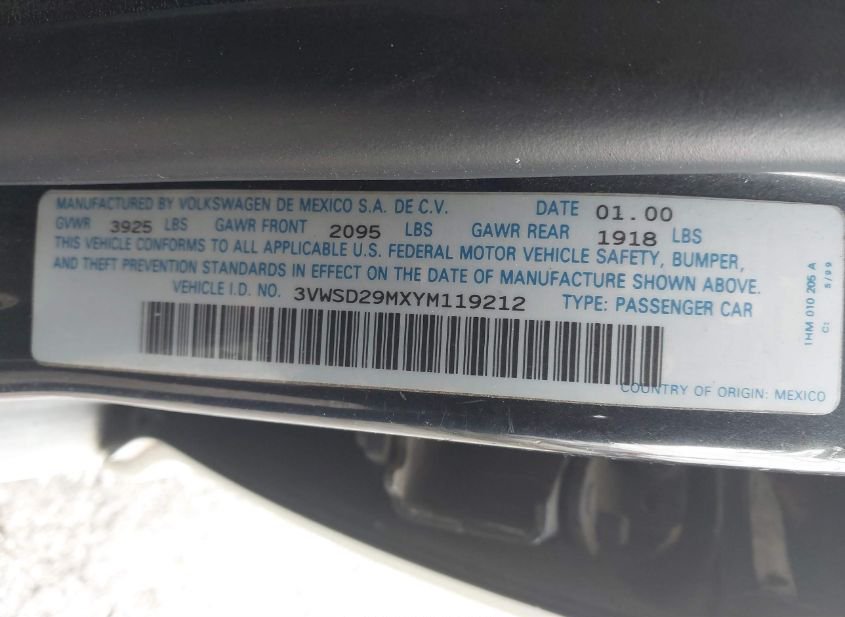 MANUFACTURED BY VOLKSWAGEN DE MEXICO S.A. DE C.V. DATE 01.00
GVWR 3925 LBS GAWR FRONT 2095 LBS GAWR REAR 1918 LBS
THIS VEHICLE CONFORMS TO ALL APPLICABLE U.S. FEDERAL MOTOR VEHICLE SAFETY, BUMPER,
AND THEFT PREVENTION STANDARDS IN EFFECT ON THE DATE OF MANUFACTURE SHOWN ABOVE.
VEHICLE I.D. NO. 3VWSD29MXYM119212 TYPE: PASSENGER CAR
COUNTRY OF ORIGIN: MEXICO
1HM 010 205 A
C: 5/99